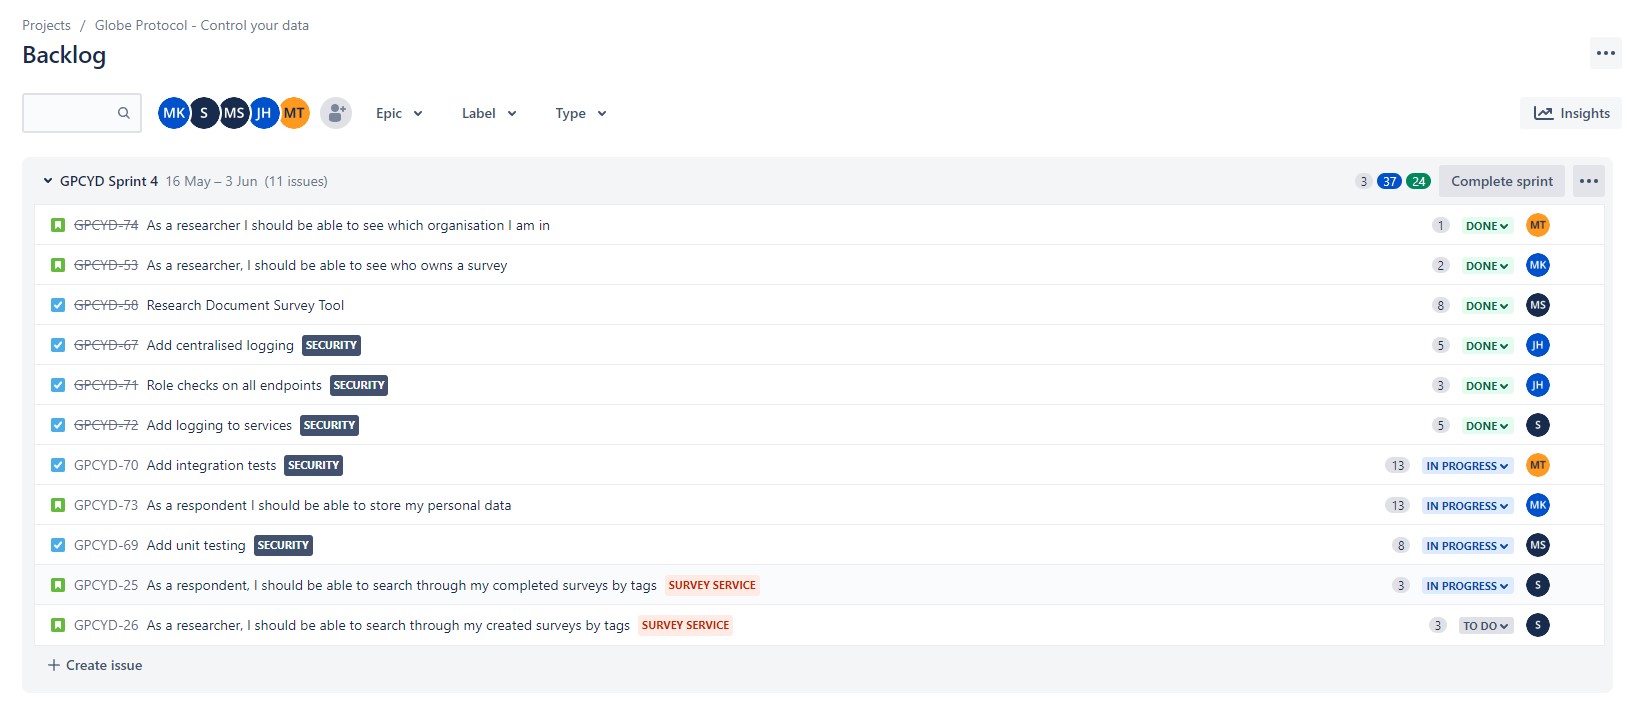 Projects / Globe Protocol - Control your data
Backlog
MK S MS JH MT Epic Label Type Insights
GPCYD Sprint 4 16 May – 3 Jun (11 issues) 3 37 24 Complete sprint
GPCYD-74 As a researcher I should be able to see which organisation I am in 1 DONE MT
GPCYD-53 As a researcher, I should be able to see who owns a survey 2 DONE MK
GPCYD-58 Research Document Survey Tool 8 DONE MS
GPCYD-67 Add centralised logging SECURITY 5 DONE JH
GPCYD-71 Role checks on all endpoints SECURITY 3 DONE JH
GPCYD-72 Add logging to services SECURITY 5 DONE S
GPCYD-70 Add integration tests SECURITY 13 IN PROGRESS MT
GPCYD-73 As a respondent I should be able to store my personal data 13 IN PROGRESS MK
GPCYD-69 Add unit testing SECURITY 8 IN PROGRESS MS
GPCYD-25 As a respondent, I should be able to search through my completed surveys by tags SURVEY SERVICE 3 IN PROGRESS S
GPCYD-26 As a researcher, I should be able to search through my created surveys by tags SURVEY SERVICE 3 TO DO S
+ Create issue